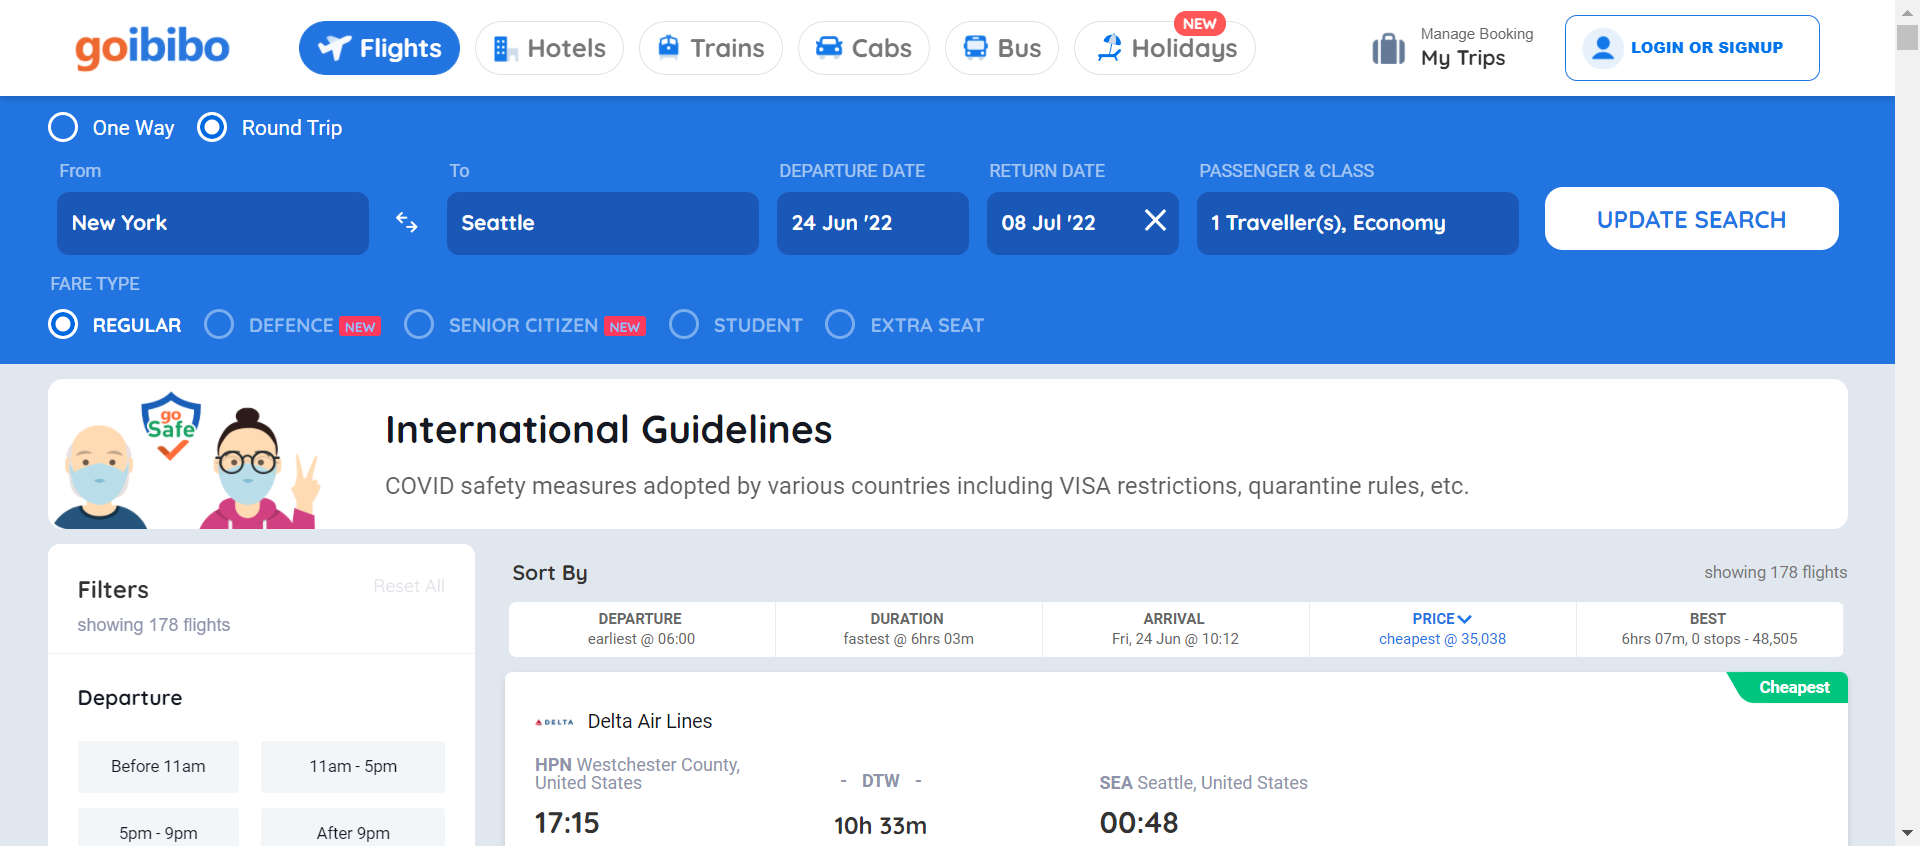 goibibo
Flights
Hotels
Trains
Cabs
Bus
Holidays
NEW
Manage Booking
My Trips
LOGIN OR SIGNUP
One Way
Round Trip
From
To
DEPARTURE DATE
RETURN DATE
PASSENGER & CLASS
New York
Seattle
24 Jun '22
08 Jul '22
1 Traveller(s), Economy
UPDATE SEARCH
FARE TYPE
REGULAR
DEFENCE NEW
SENIOR CITIZEN NEW
STUDENT
EXTRA SEAT
go
Safe
International Guidelines
COVID safety measures adopted by various countries including VISA restrictions, quarantine rules, etc.
Filters
Reset All
showing 178 flights
Departure
Before 11am
11am - 5pm
5pm - 9pm
After 9pm
Sort By
showing 178 flights
DEPARTURE
earliest @ 06:00
DURATION
fastest @ 6hrs 03m
ARRIVAL
Fri, 24 Jun @ 10:12
PRICE
cheapest @ 35,038
BEST
6hrs 07m, 0 stops - 48,505
Cheapest
DELTA
Delta Air Lines
HPN Westchester County,
United States
- DTW -
SEA Seattle, United States
17:15
10h 33m
00:48